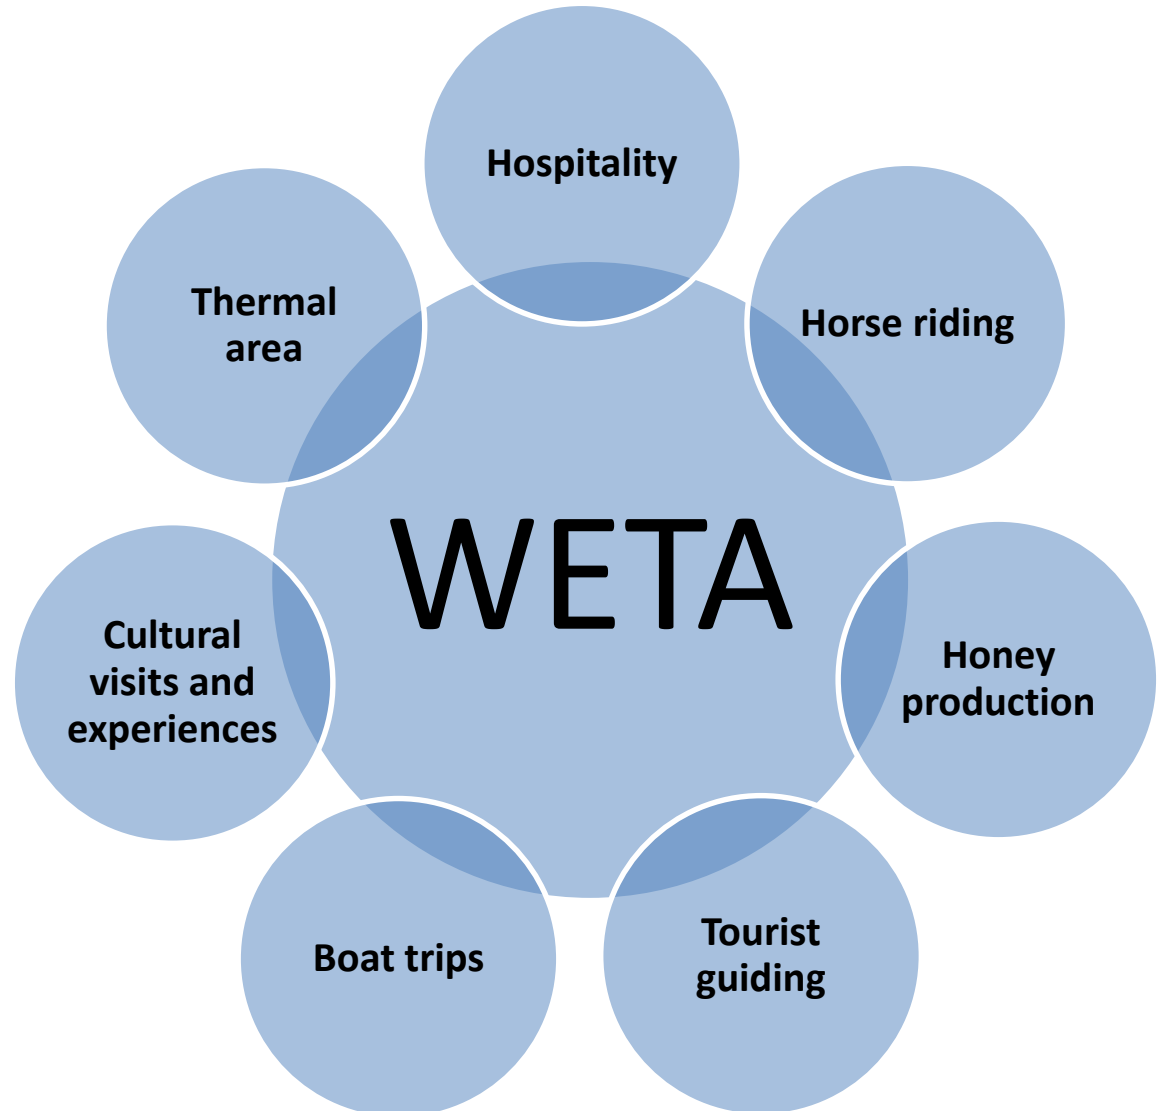 Hospitality
Thermal
area
Horse riding
WETA
Cultural
visits and
experiences
Honey
production
Boat trips
Tourist
guiding